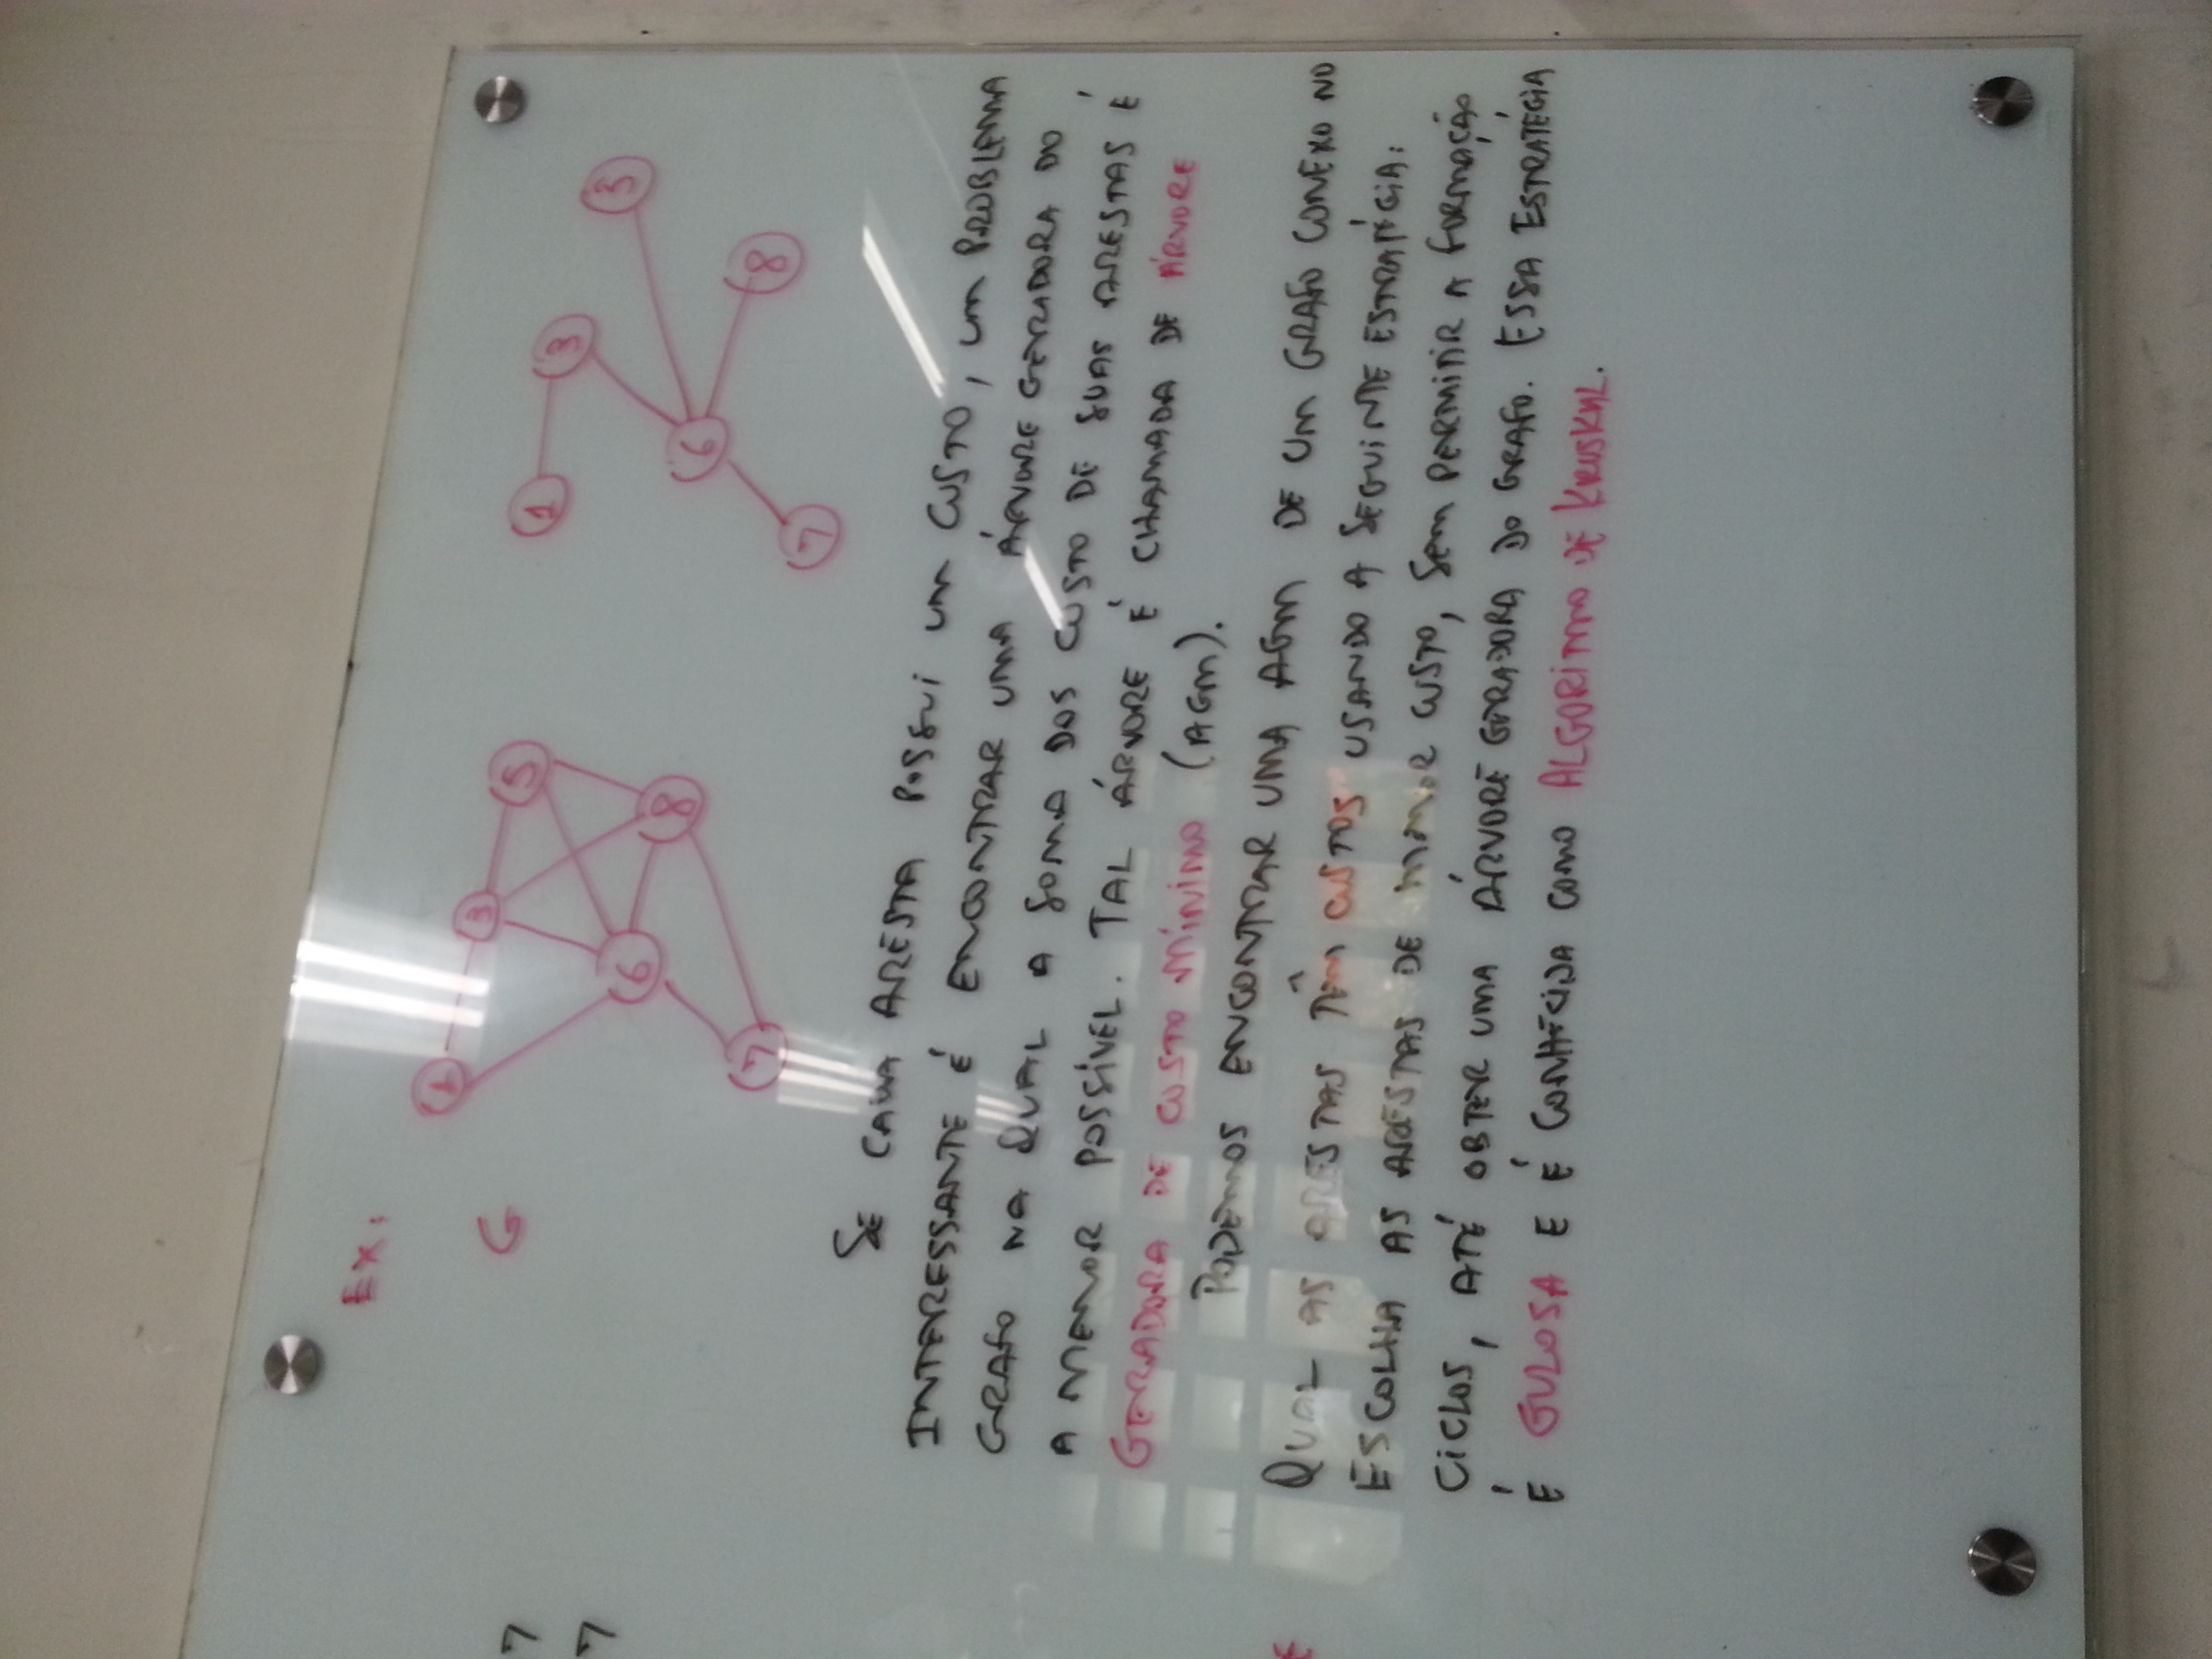 EX:
G
1 3 5 6 8 7
1 3 5 6 8 7
7
7
SE CADA ARESTA POSSUI UM CUSTO, UM PROBLEMA
INTERESSANTE É ENCONTRAR UMA ÁRVORE GERADORA DO
GRAFO NA QUAL A SOMA DOS CUSTO DE SUAS ARESTAS É
A MENOR POSSÍVEL. TAL ÁRVORE É CHAMADA DE ÁRVORE
GERADORA DE CUSTO MÍNIMO (AGM).
PODEMOS ENCONTRAR UMA AGM DE UM GRAFO CONEXO NO
QUAL AS ARESTAS TÊM CUSTOS USANDO A SEGUINTE ESTRATÉGIA:
ESCOLHA AS ARESTAS DE MENOR CUSTO, SEM PERMITIR A FORMAÇÃO
CICLOS, ATÉ OBTER UMA ÁRVORE GERADORA DO GRAFO. ESSA ESTRATÉGIA
É GULOSA E É CONHECIDA COMO ALGORITMO DE KRUSKAL.